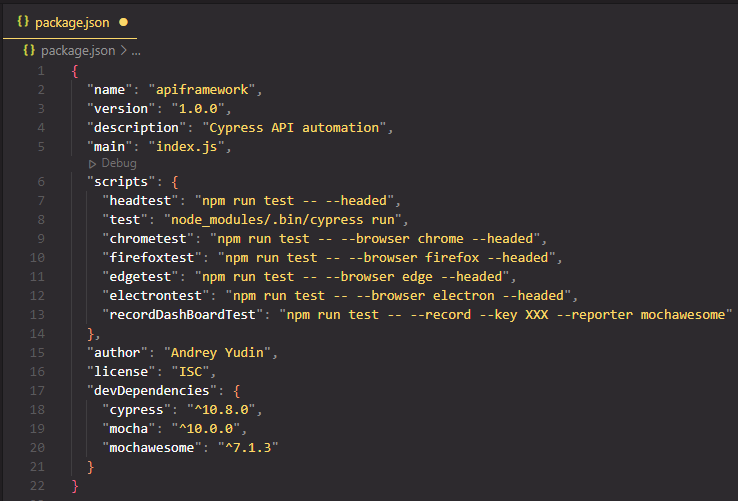 {} package.json
{} package.json > ...
1 {
2 "name": "apiframework",
3 "version": "1.0.0",
4 "description": "Cypress API automation",
5 "main": "index.js",
Debug
6 "scripts": {
7 "headtest": "npm run test -- --headed",
8 "test": "node_modules/.bin/cypress run",
9 "chrometest": "npm run test -- --browser chrome --headed",
10 "firefoxtest": "npm run test -- --browser firefox --headed",
11 "edgetest": "npm run test -- --browser edge --headed",
12 "electrontest": "npm run test -- --browser electron --headed",
13 "recordDashBoardTest": "npm run test -- --record --key XXX --reporter mochawesome"
14 },
15 "author": "Andrey Yudin",
16 "license": "ISC",
17 "devDependencies": {
18 "cypress": "^10.8.0",
19 "mocha": "^10.0.0",
20 "mochawesome": "^7.1.3"
21 }
22 }